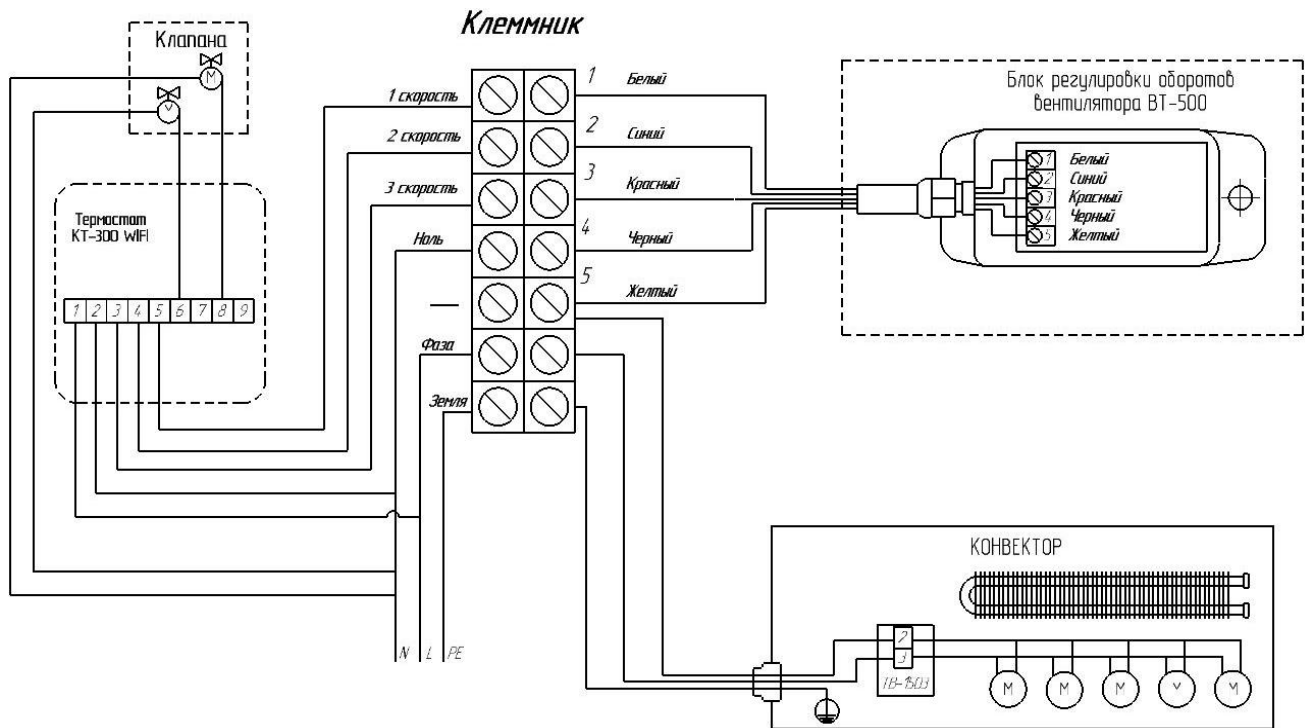 Клеммник
Клапана
М
1 скорость
2 скорость
3 скорость
Ноль
—
Фаза
Земля
1 Белый
2 Синий
3 Красный
4 Черный
5 Желтый
Блок регулировки оборотов
вентилятора ВТ-500
1 Белый
2 Синий
3 Красный
4 Черный
5 Желтый
Термостат
КТ-300 WIFI
1 2 3 4 5 6 7 8 9
N L PE
КОНВЕКТОР
2
3
М М М